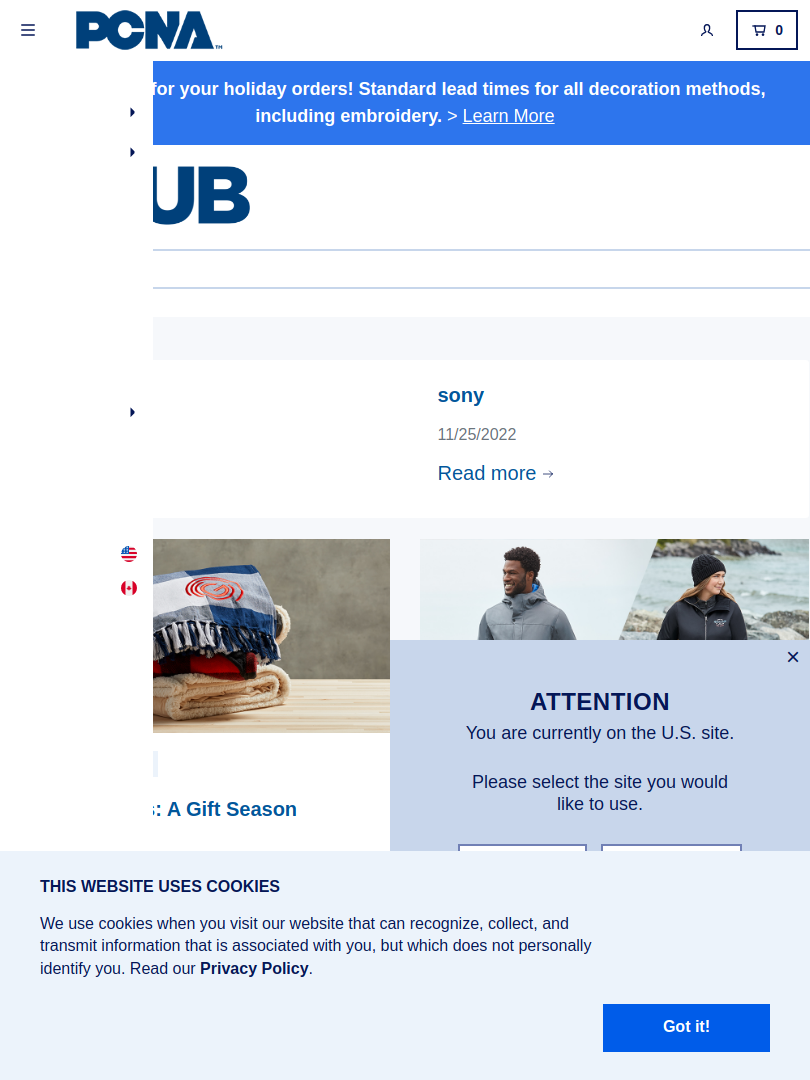 PCNA™
0
for your holiday orders! Standard lead times for all decoration methods,
including embroidery. > Learn More
UB
sony
11/25/2022
Read more
: A Gift Season
ATTENTION
You are currently on the U.S. site.
Please select the site you would
like to use.
THIS WEBSITE USES COOKIES
We use cookies when you visit our website that can recognize, collect, and
transmit information that is associated with you, but which does not personally
identify you. Read our Privacy Policy.
Got it!